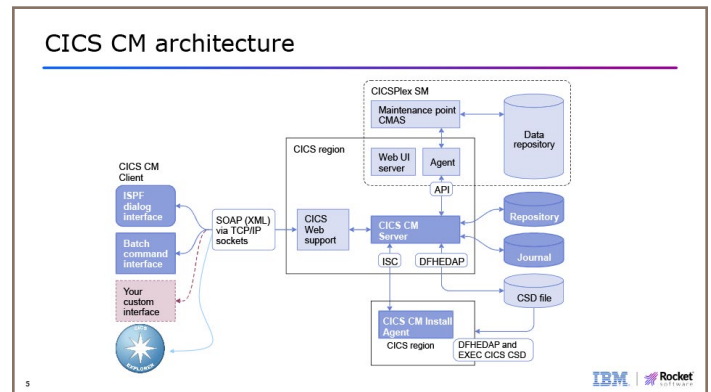 CICS CM architecture
CICSPlex SM
Maintenance point
CMAS
Data
repository
CICS region
Web UI
server
Agent
API
CICS CM
Client
ISPF
dialog
interface
Batch
command
interface
Your
custom
interface
CICS
EXPLORER
SOAP (XML)
via TCP/IP
sockets
CICS
Web
support
CICS CM
Server
Repository
Journal
ISC
DFHEDAP
CSD file
CICS CM Install
Agent
CICS region
DFHEDAP and
EXEC CICS CSD
5
IBM
Rocket
software